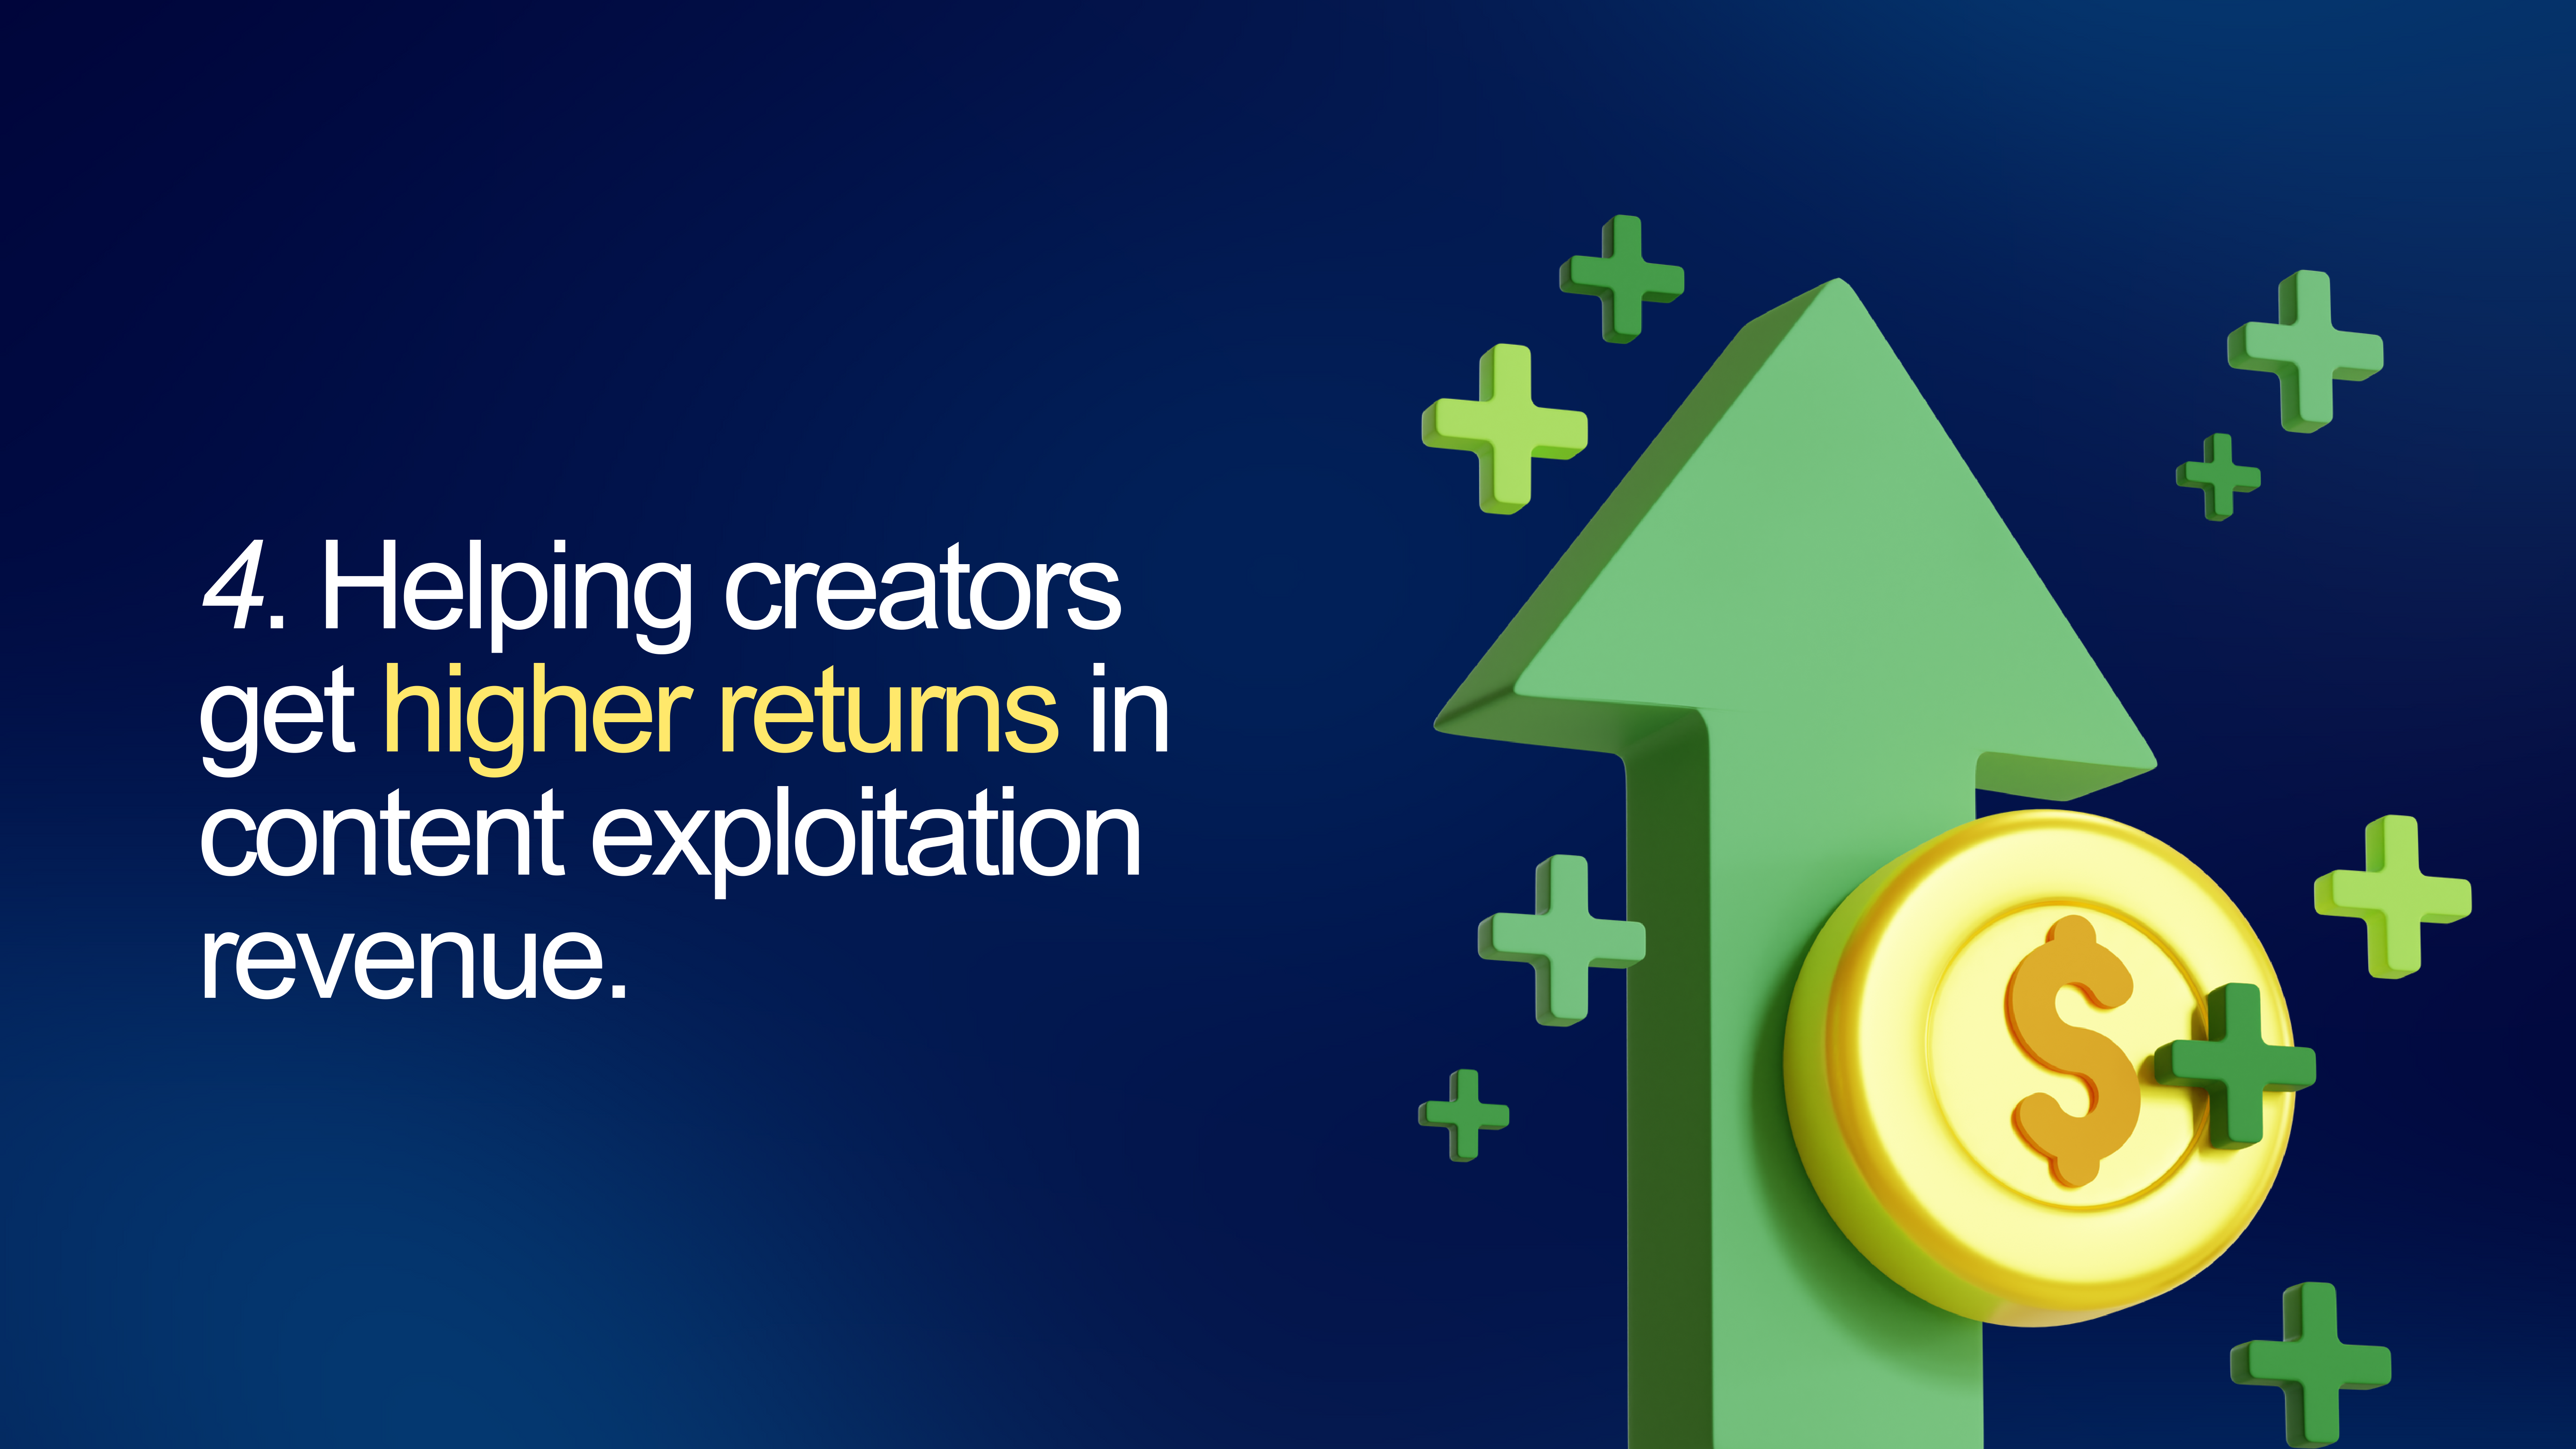 4. Helping creators
get higher returns in
content exploitation
revenue.
$